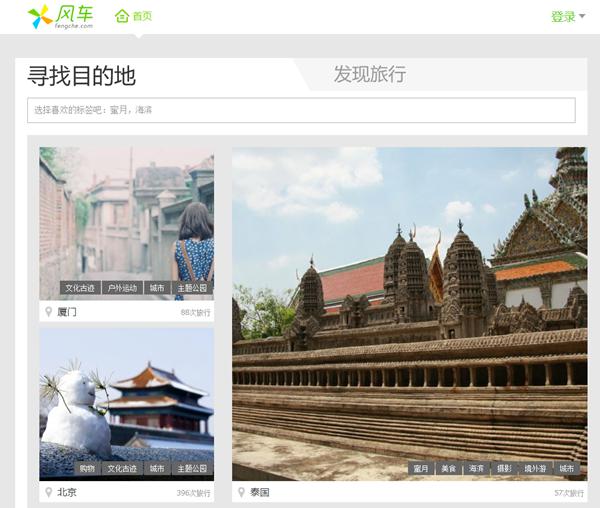 风车
fengche.com
首页
登录
寻找目的地
发现旅行
选择喜欢的标签吧：蜜月，海滨
文化古迹 户外运动 城市 主题公园
厦门 88次旅行
购物 文化古迹 城市 主题公园
北京 396次旅行
蜜月 美食 海滨 摄影 境外游 城市
泰国 57次旅行